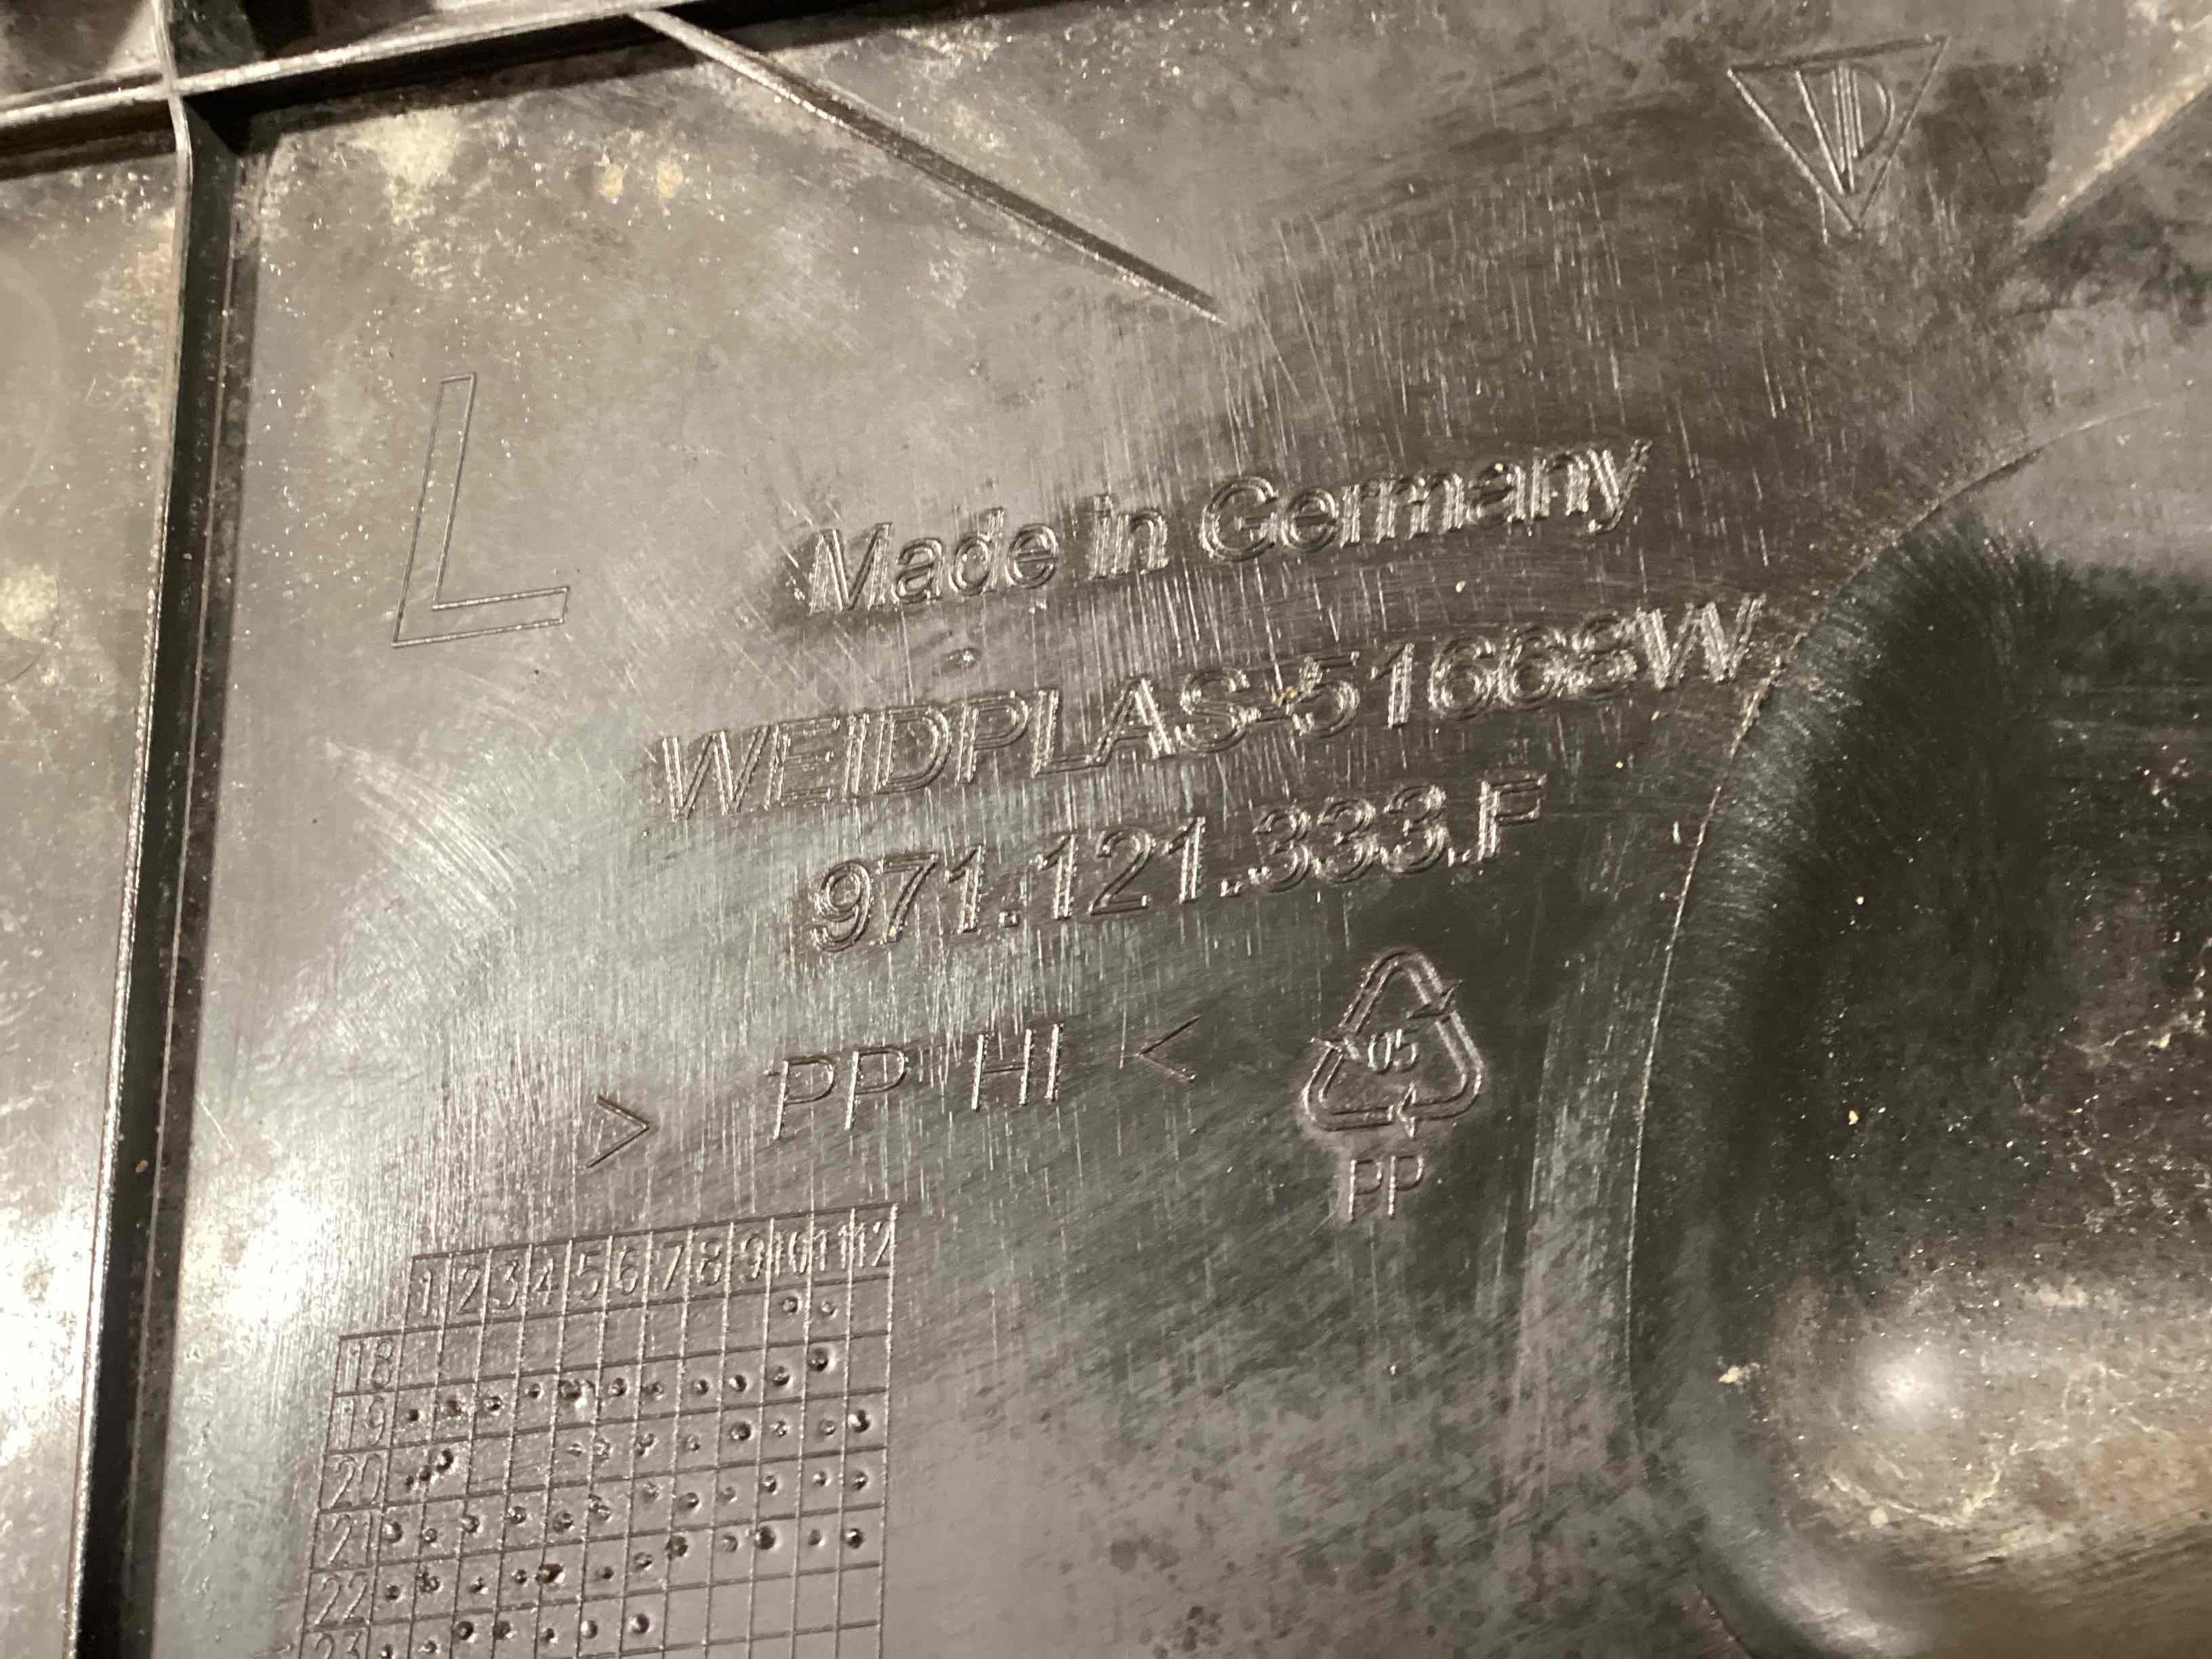 L
Made in Germany
WEIDPLAS-51668W
971.121.333.F
> PP HI <
05
PP
1 2 3 4 5 6 7 8 9 10 11 12
18
19
20
21
22
23